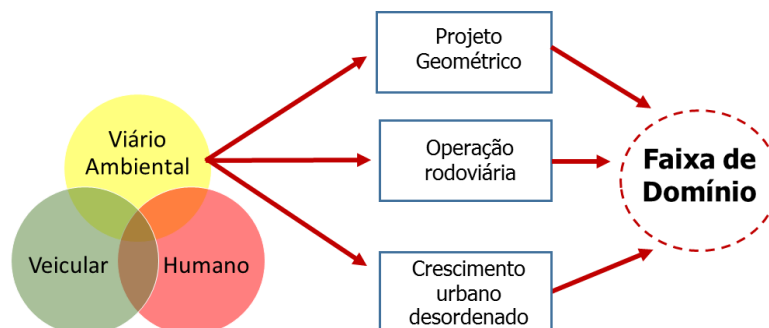 Viário
Ambiental
Veicular
Humano
Projeto
Geométrico
Operação
rodoviária
Crescimento
urbano
desordenado
Faixa de
Domínio